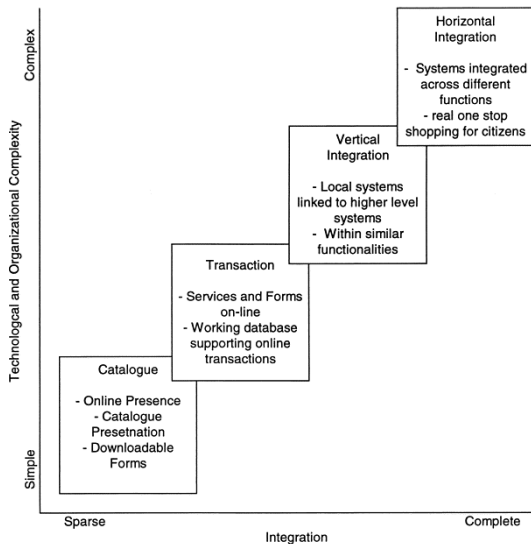 Complex
Technologcal and Organizational Complexity
Simple
Horizontal
Integration
- Systems integrated
across different
functions
- real one stop
shopping for citizens
Vertical
Integration
- Local systems
linked to higher level
systems
- Within similar
functionalities
Transaction
- Services and Forms
on-line
- Working database
supporting online
transactions
Catalogue
- Online Presence
- Catalogue
Presetnation
- Downloadable
Forms
Sparse
Complete
Integration